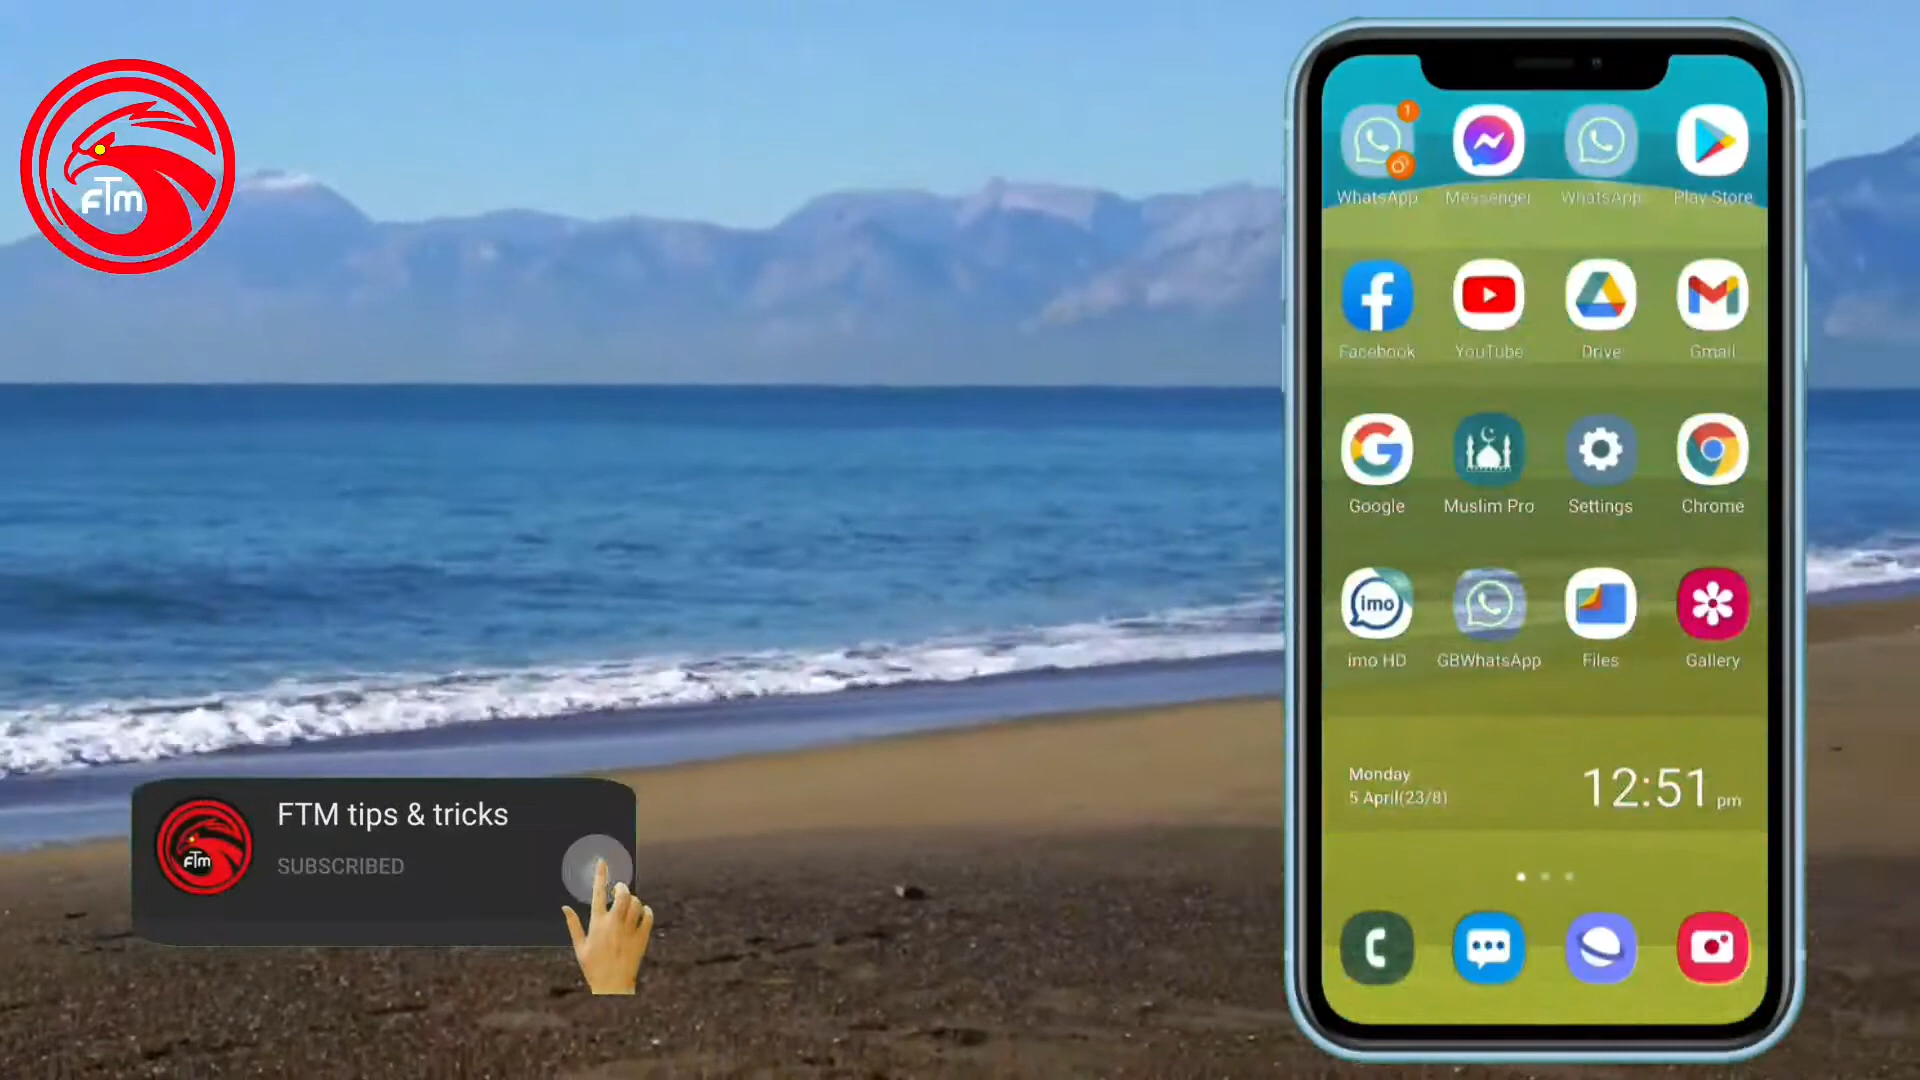 fTm
FTM tips & tricks
SUBSCRIBED
fTm
1
WhatsApp Messenger WhatsApp Play Store
Facebook YouTube Drive Gmail
Google Muslim Pro Settings Chrome
imo
imo HD GBWhatsApp Files Gallery
Monday
5 April(23/8)
12:51 pm